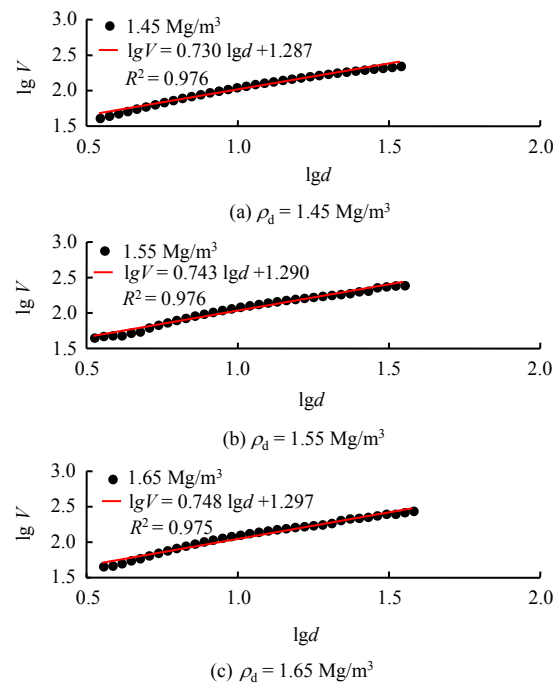 3.0
1.45 Mg/m³
2.5
lgV = 0.730 lgd +1.287
lg V
2.0
R² = 0.976
1.5
0.5 1.0 1.5 2.0
lgd
(a) ρd = 1.45 Mg/m³
3.0
1.55 Mg/m³
2.5
lgV = 0.743 lgd +1.290
lg V
2.0
R² = 0.976
1.5
0.5 1.0 1.5 2.0
lgd
(b) ρd = 1.55 Mg/m³
3.0
1.65 Mg/m³
2.5
lgV = 0.748 lgd +1.297
lg V
2.0
R² = 0.975
1.5
0.5 1.0 1.5 2.0
lgd
(c) ρd = 1.65 Mg/m³